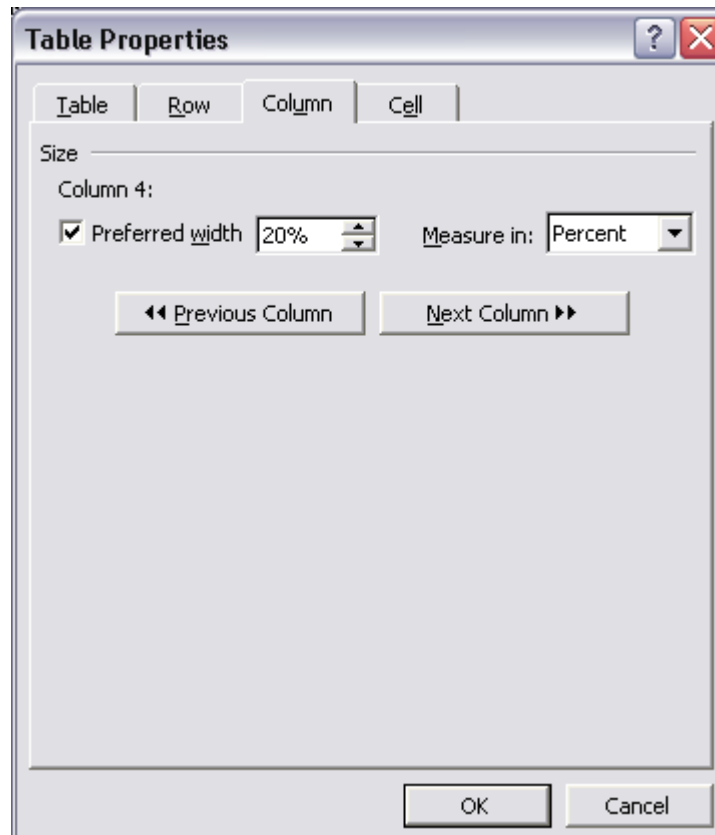 Table Properties
Table Row Column Cell
Size
Column 4:
Preferred width 20% Measure in: Percent
Previous Column Next Column
OK Cancel